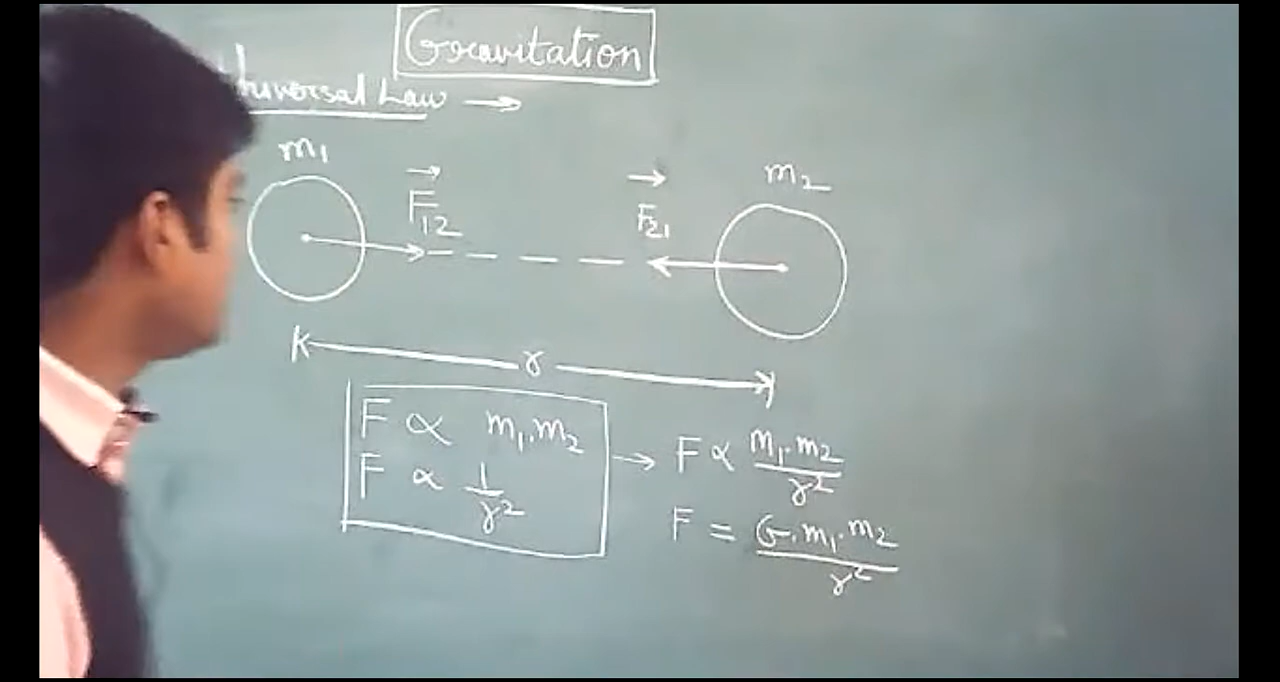 Gravitation
Universal Law →
m₁
m₂
F₁₂
F₂₁
r
F ∝ m₁.m₂
F ∝ 1/r²
→ F ∝ m₁.m₂/r²
F = G.m₁.m₂/r²